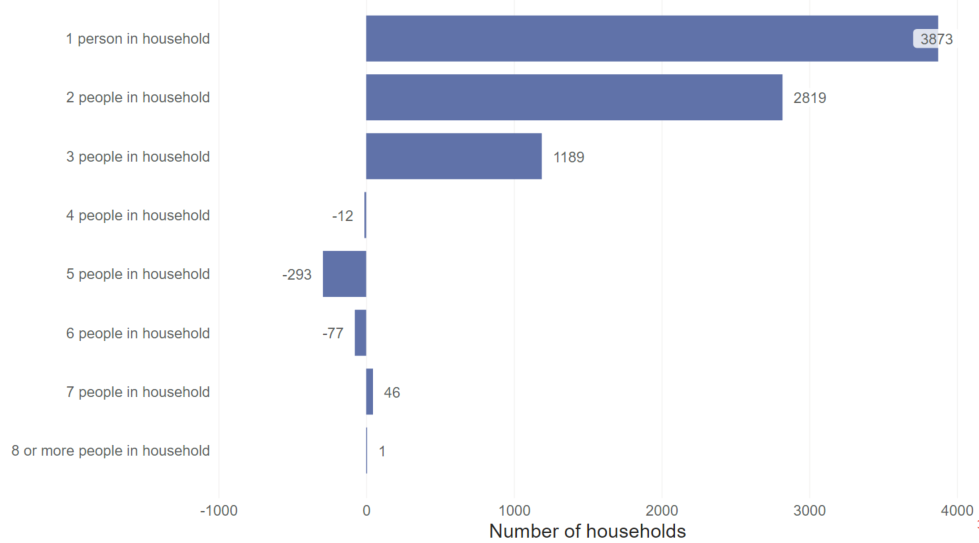 1 person in household 3873
2 people in household 2819
3 people in household 1189
4 people in household -12
5 people in household -293
6 people in household -77
7 people in household 46
8 or more people in household 1
-1000 0 1000 2000 3000 4000
Number of households